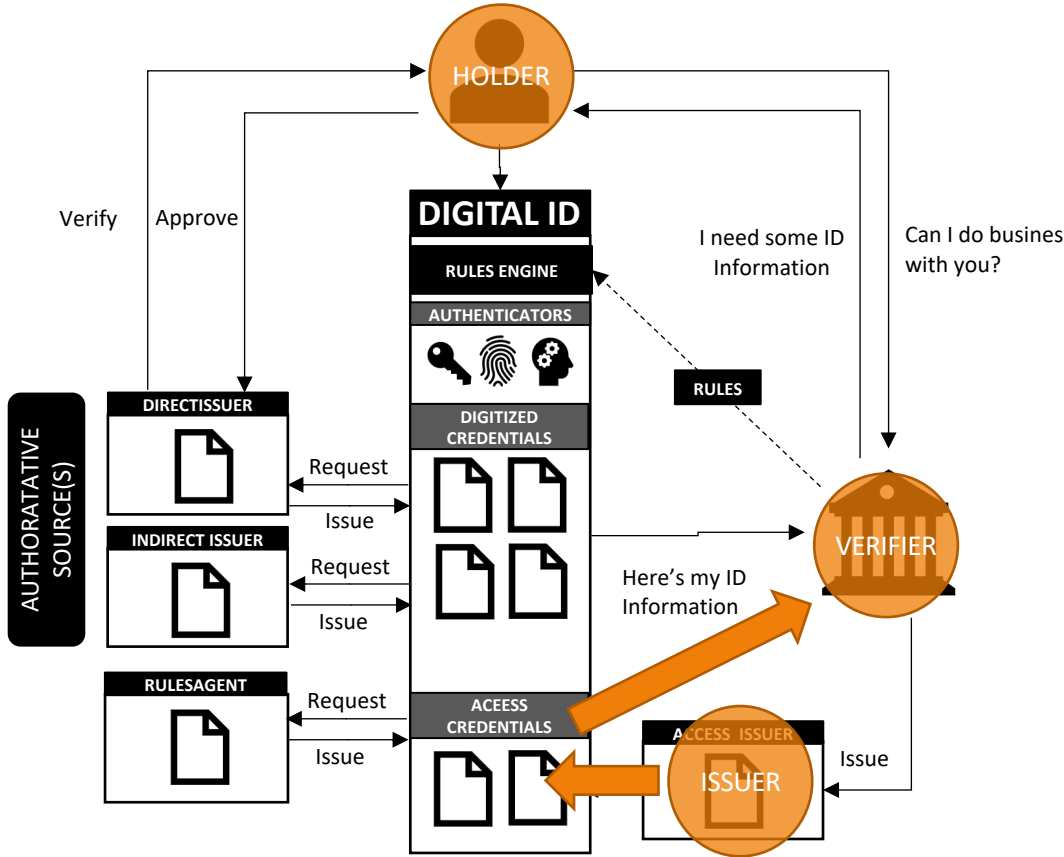 HOLDER
Verify
Approve
DIGITAL ID
I need some ID
Information
Can I do busines
with you?
RULES ENGINE
AUTHENTICATORS
RULES
DIRECTISSUER
DIGITIZED
CREDENTIALS
AUTHORATATIVE
SOURCE(S)
Request
Issue
INDIRECT ISSUER
VERIFIER
Request
Here's my ID
Information
Issue
RULESAGENT
Request
ACEESS
CREDENTIALS
ACCESS ISSUER
Issue
Issue
ISSUER